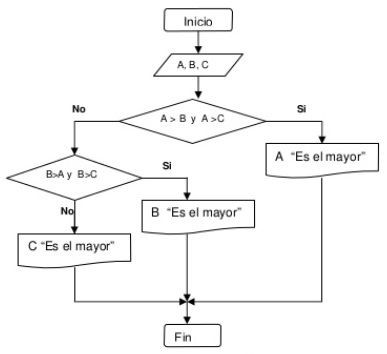 Inicio
A, B, C
No
Si
A > B y A >C
A "Es el mayor"
B>A y B>C
Si
No
B "Es el mayor"
C "Es el mayor"
Fin